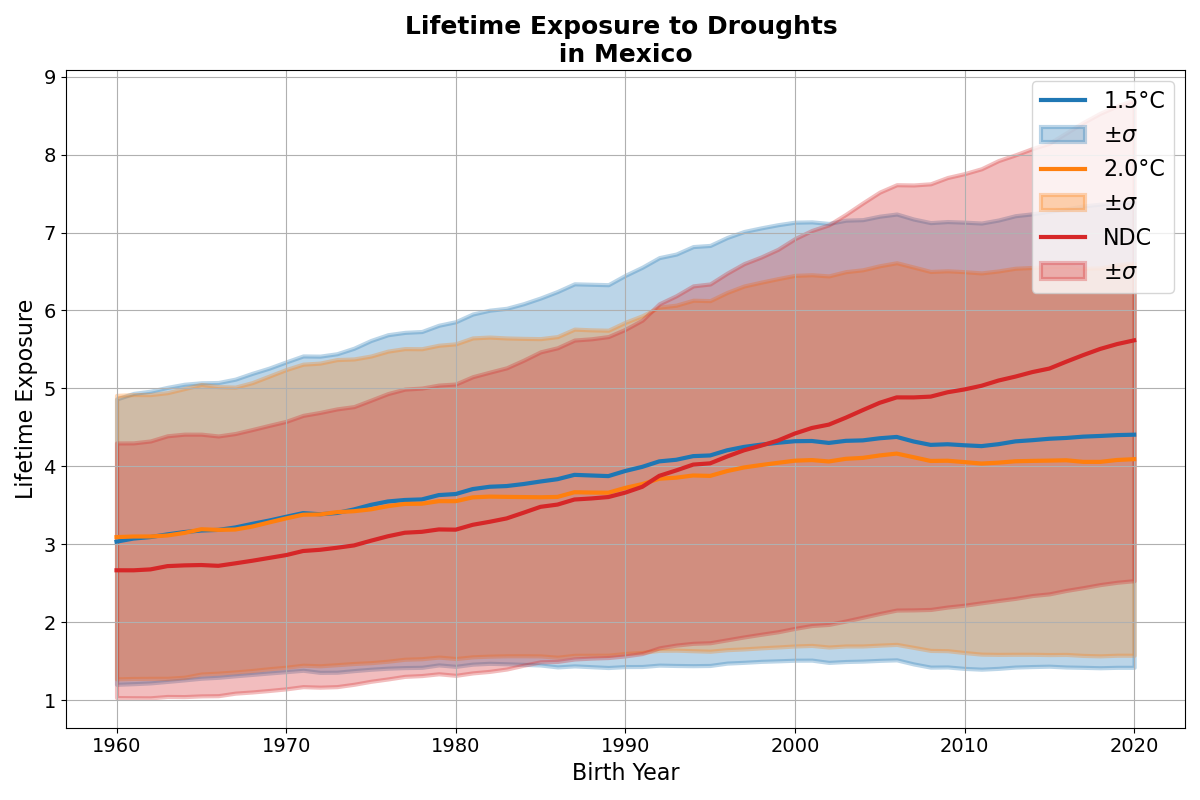 Lifetime Exposure to Droughts
in Mexico
9
8
7
6
5
4
3
2
1
Lifetime Exposure
1.5°C
±σ
2.0°C
±σ
NDC
±σ
1960
1970
1980
1990
2000
2010
2020
Birth Year